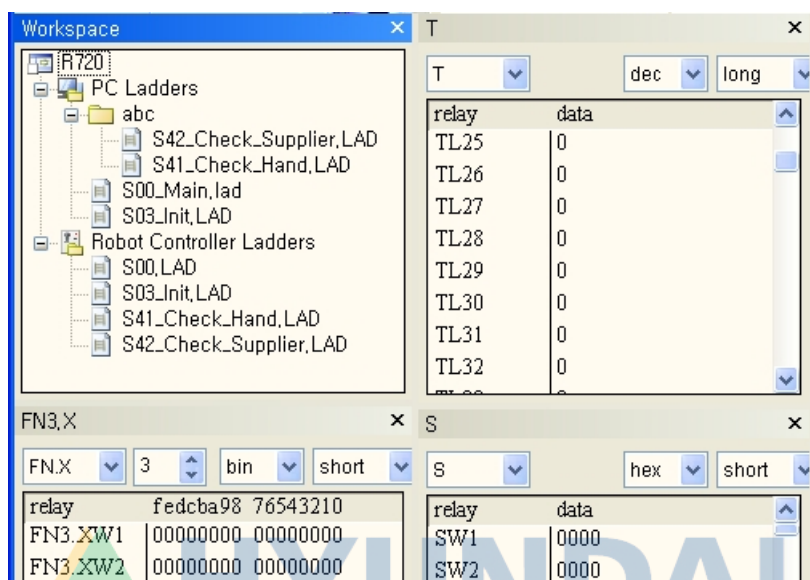 Workspace
R720
PC Ladders
abc
S42_Check_Supplier,LAD
S41_Check_Hand,LAD
S00_Main,lad
S03_Init,LAD
Robot Controller Ladders
S00,LAD
S03_Init,LAD
S41_Check_Hand,LAD
S42_Check_Supplier,LAD
T
T dec long
relay data
TL25 0
TL26 0
TL27 0
TL28 0
TL29 0
TL30 0
TL31 0
TL32 0
FN3,X
FN.X 3 bin short
relay fedcba98 76543210
FN3.XW1 00000000 00000000
FN3.XW2 00000000 00000000
S
S hex short
relay data
SW1 0000
SW2 0000
HYUNDAI